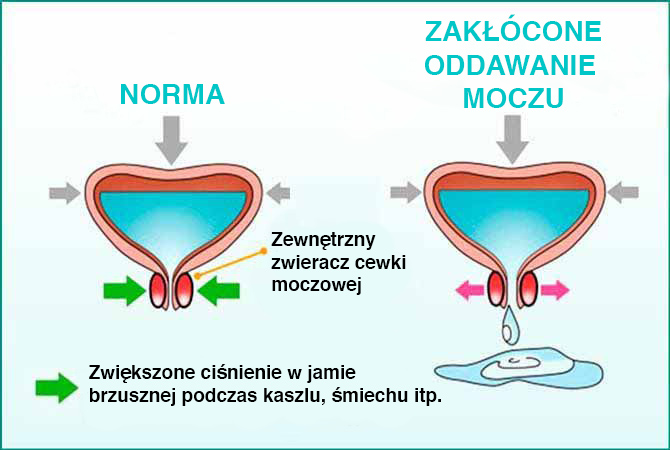 NORMA
ZAKŁÓCONE
ODDAWANIE
MOCZU
Zewnętrzny
zwieracz cewki
moczowej
Zwiększone ciśnienie w jamie
brzusznej podczas kaszlu, śmiechu itp.